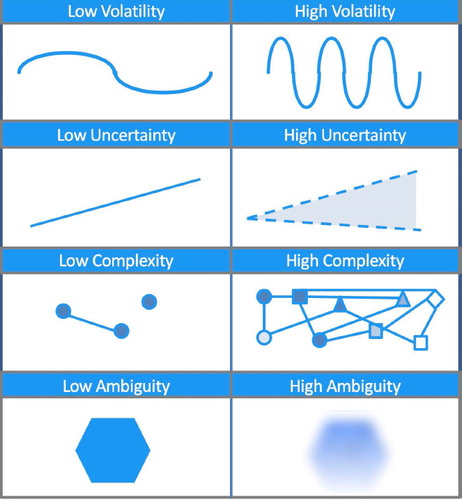 Low Volatility
High Volatility
Low Uncertainty
High Uncertainty
Low Complexity
High Complexity
Low Ambiguity
High Ambiguity